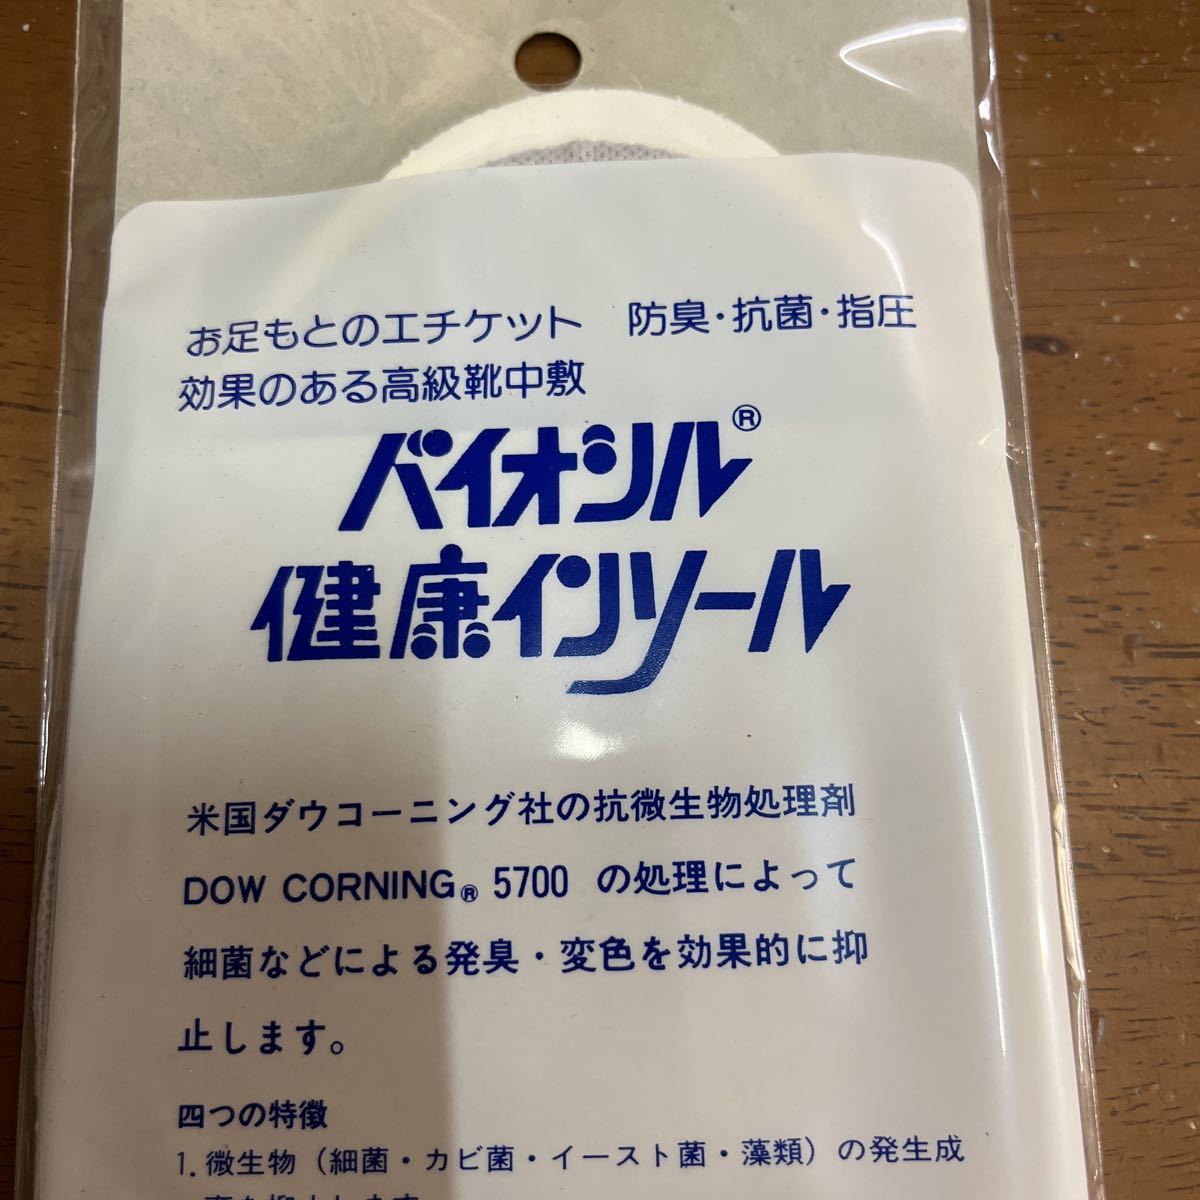 お足もとのエチケット 防臭・抗菌・指圧
効果のある高級靴中敷
バイオシル®
健康インソール
米国ダウコーニング社の抗微生物処理剤
DOW CORNING® 5700 の処理によって
細菌などによる発臭・変色を効果的に抑
止します。
四つの特徴
1. 微生物（細菌・カビ菌・イースト菌・藻類）の発生成